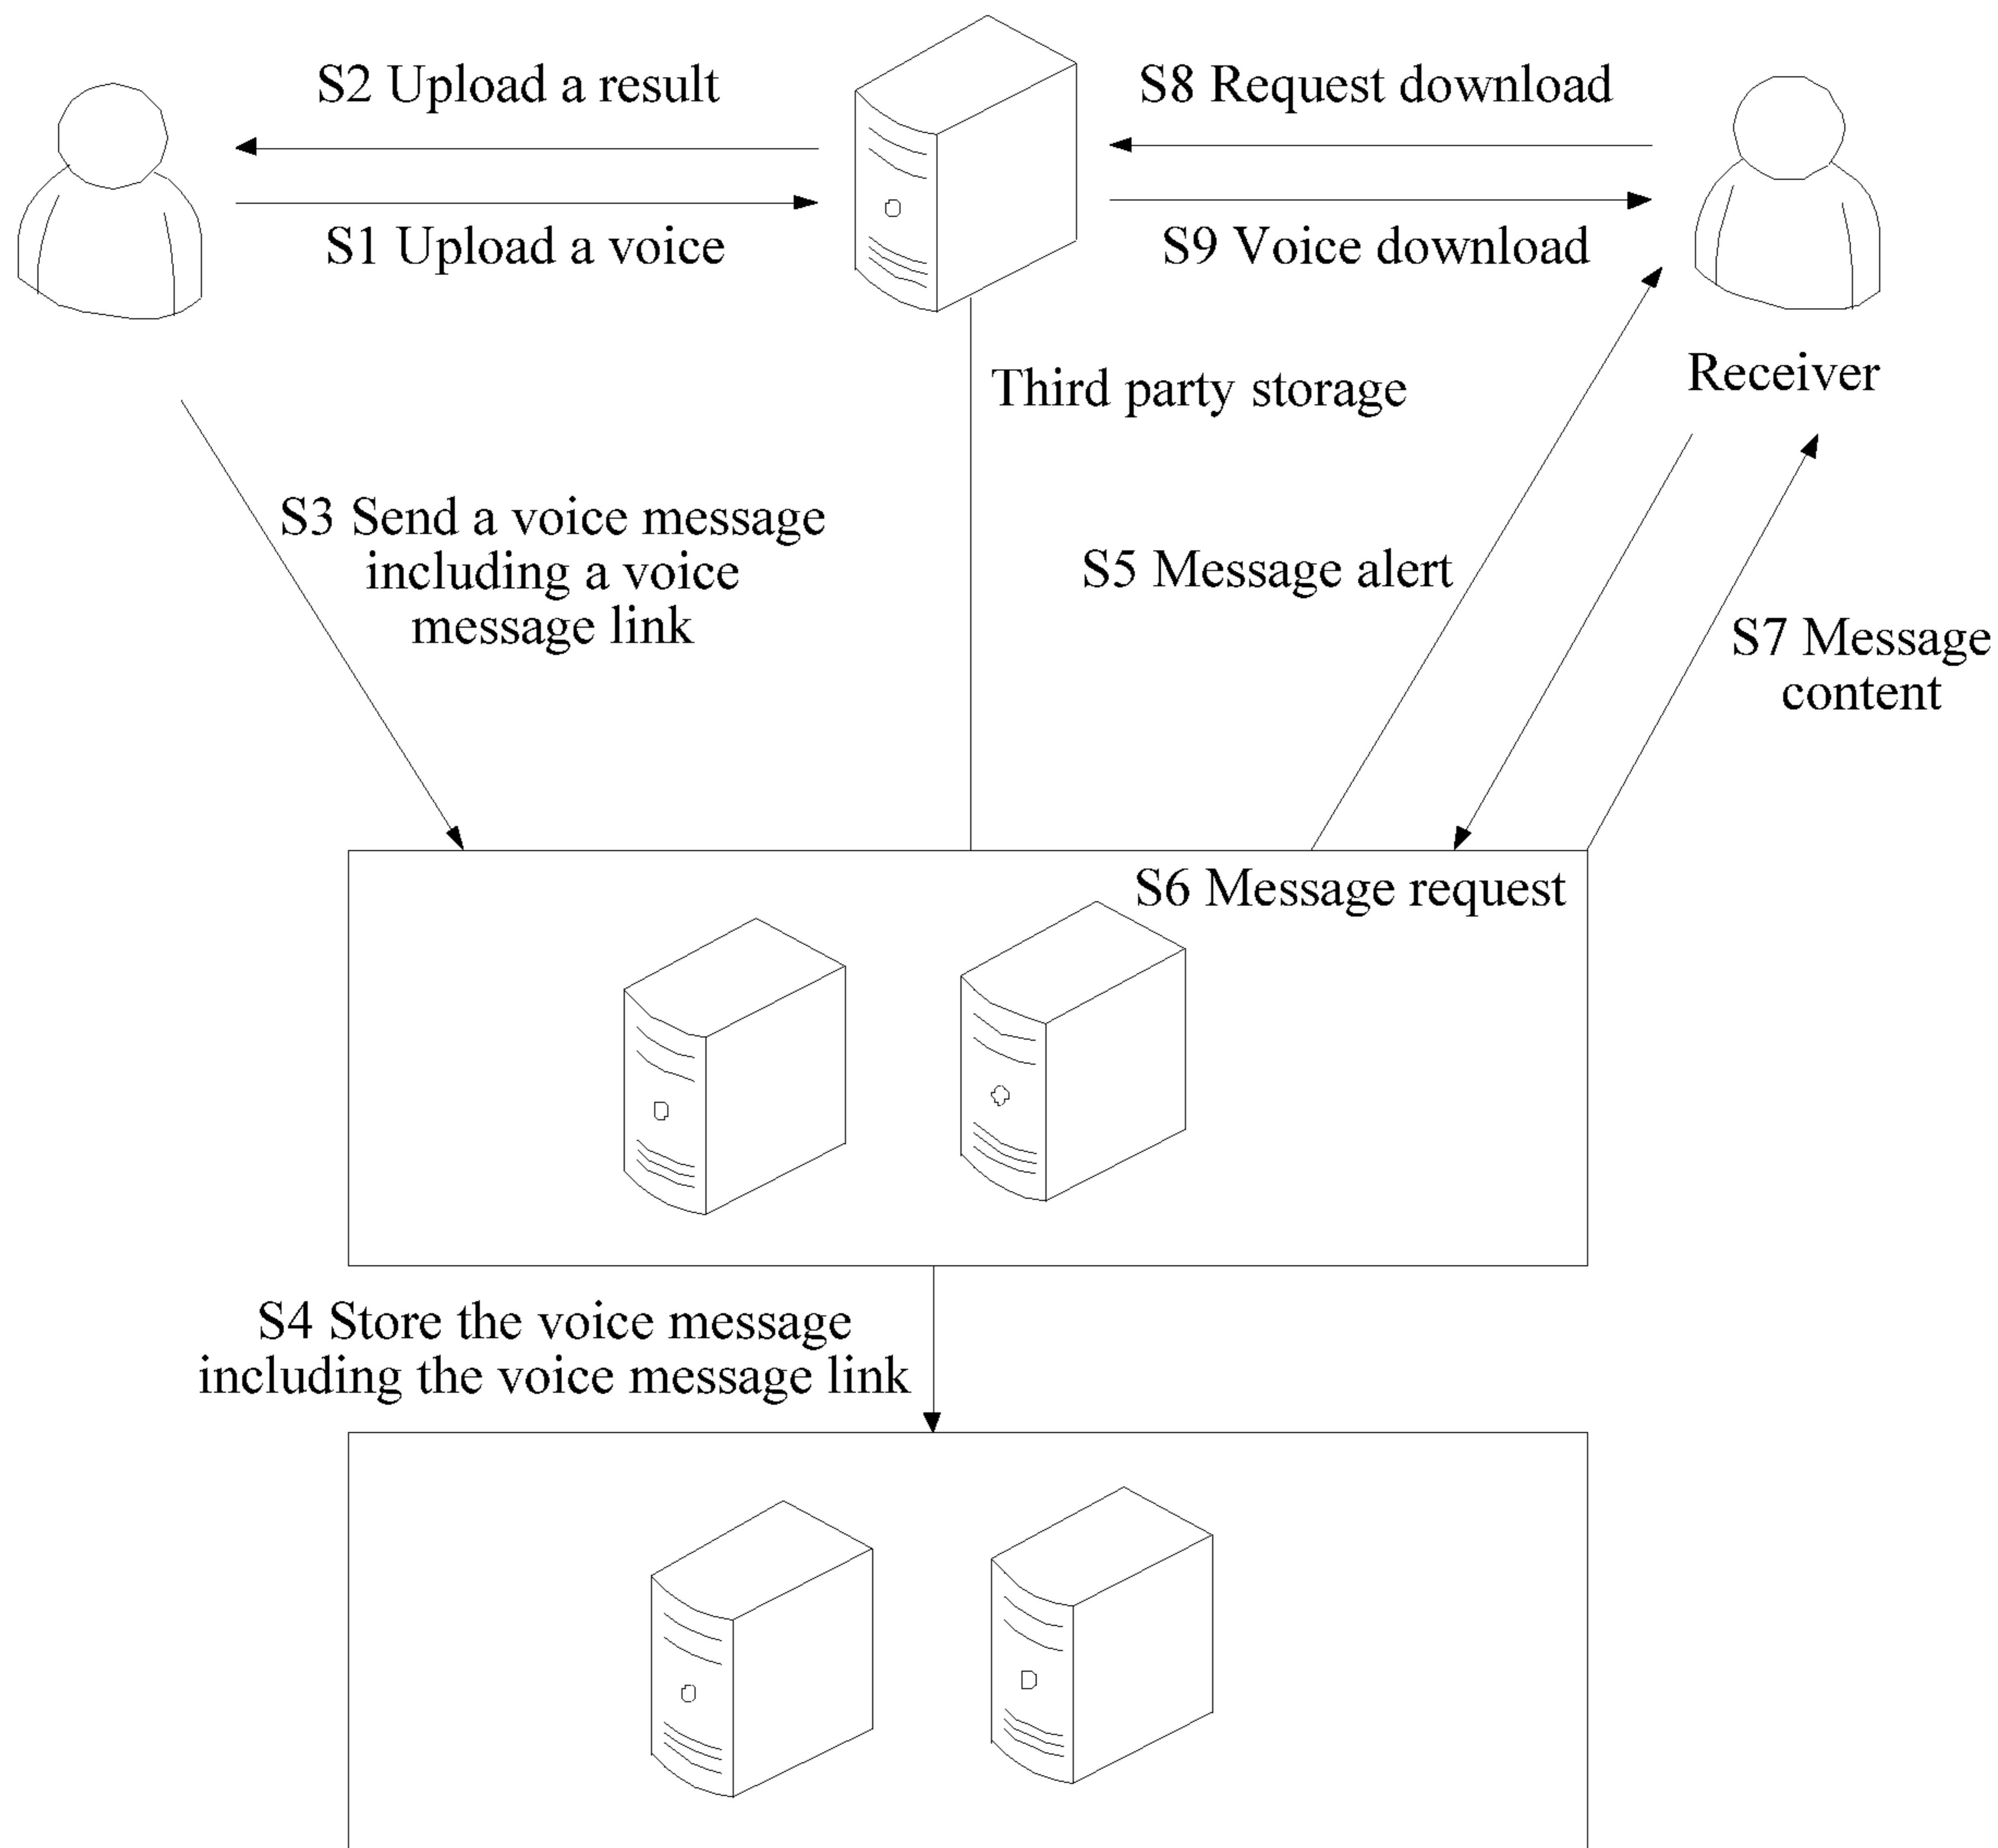 S2 Upload a result
S8 Request download
S1 Upload a voice
S9 Voice download
Third party storage
Receiver
S3 Send a voice message
including a voice
message link
S5 Message alert
S7 Message
content
S6 Message request
S4 Store the voice message
including the voice message link